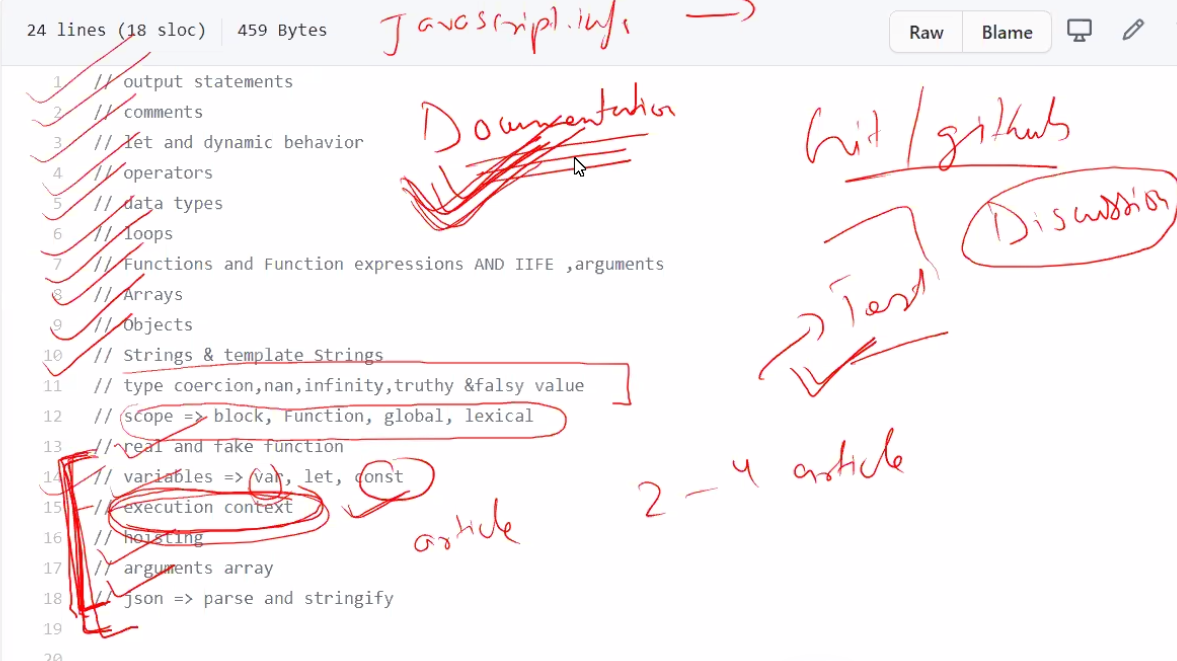 24 lines (18 sloc) 459 Bytes Javascript.info Raw Blame
1 // output statements
2 // comments
3 // let and dynamic behavior
4 // operators
5 // data types
6 // loops
7 // Functions and Function expressions AND IIFE ,arguments
8 // Arrays
9 // Objects
10 // Strings & template Strings
11 // type coercion,nan,infinity,truthy &falsy value
12 // scope => block, Function, global, lexical
13 // real and fake function
14 // variables => var, let, const
15 // execution context
16 // hoisting
17 // arguments array
18 // json => parse and stringify
19
20
Documentation
Git/github
Discussion
Test
2 - 4 article
article